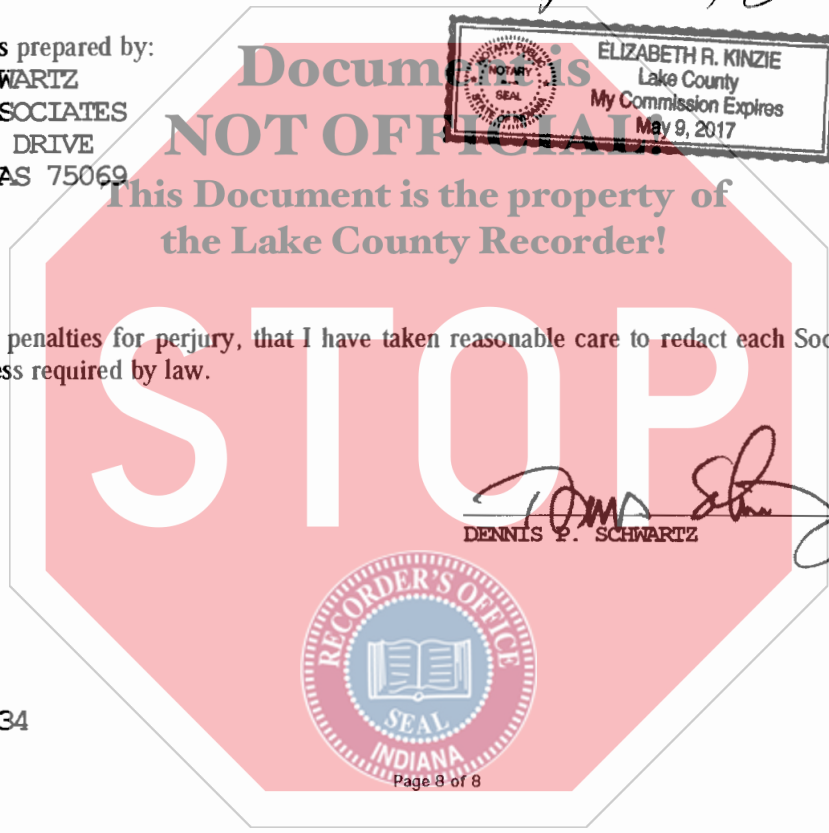 s prepared by:
WARTZ
SOCIATES
DRIVE
AS 75069
NOTARY PUBLIC
NOTARY
SEAL
STATE OF INDIANA
ELIZABETH R. KINZIE
Lake County
My Commission Expires
May 9, 2017
Document is
NOT OFFICIAL!
This Document is the property of
the Lake County Recorder!
STOP
penalties for perjury, that I have taken reasonable care to redact each Soc
ess required by law.
DENNIS P. SCHWARTZ
RECORDER'S OFFICE
SEAL
INDIANA
34
Page 8 of 8